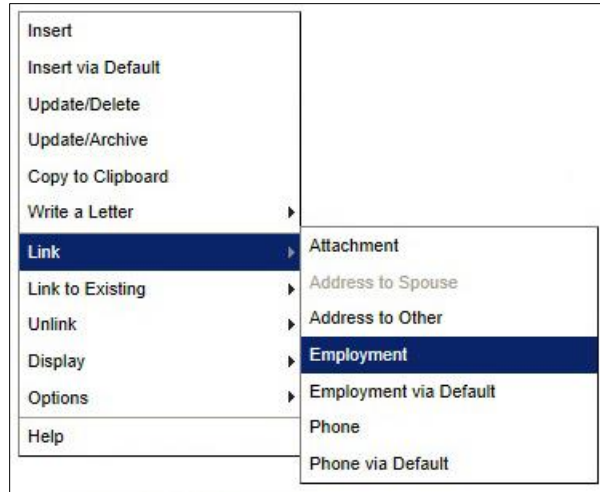 Insert
Insert via Default
Update/Delete
Update/Archive
Copy to Clipboard
Write a Letter
Link
Link to Existing
Unlink
Display
Options
Help
Attachment
Address to Spouse
Address to Other
Employment
Employment via Default
Phone
Phone via Default